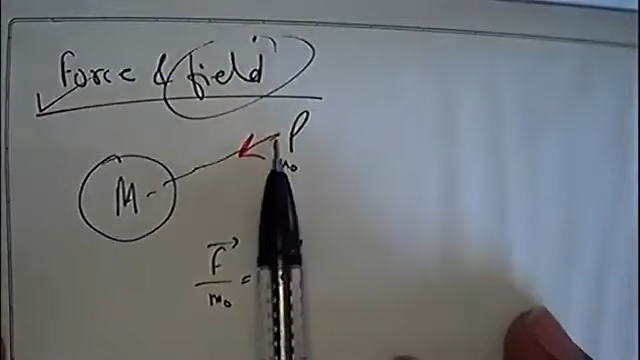 Force & field
P
m₀
M
F⃗ / m₀ =